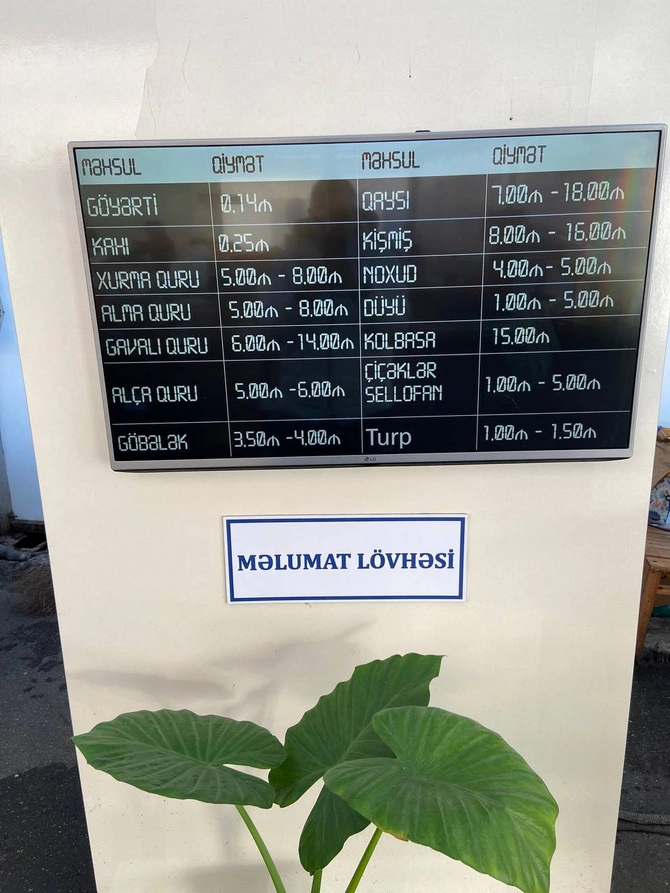 MƏHSUL QİYMƏT MƏHSUL QİYMƏT
GÖYƏRTİ 0.14₼ QAYSI 7.00₼ - 18.00₼
KAHI 0.25₼ KİŞMİŞ 8.00₼ - 16.00₼
XURMA QURU 5.00₼ - 8.00₼ NOXUD 4.00₼ - 5.00₼
ALMA QURU 5.00₼ - 8.00₼ DÜYÜ 1.00₼ - 5.00₼
GAVALI QURU 6.00₼ - 14.00₼ KOLBASA 15.00₼
ALÇA QURU 5.00₼ -6.00₼ ÇİÇƏKLƏR SELLOFAN 1.00₼ - 5.00₼
GÖBƏLƏK 3.50₼ -4.00₼ Turp 1.00₼ - 1.50₼
LG
MƏLUMAT LÖVHƏSİ